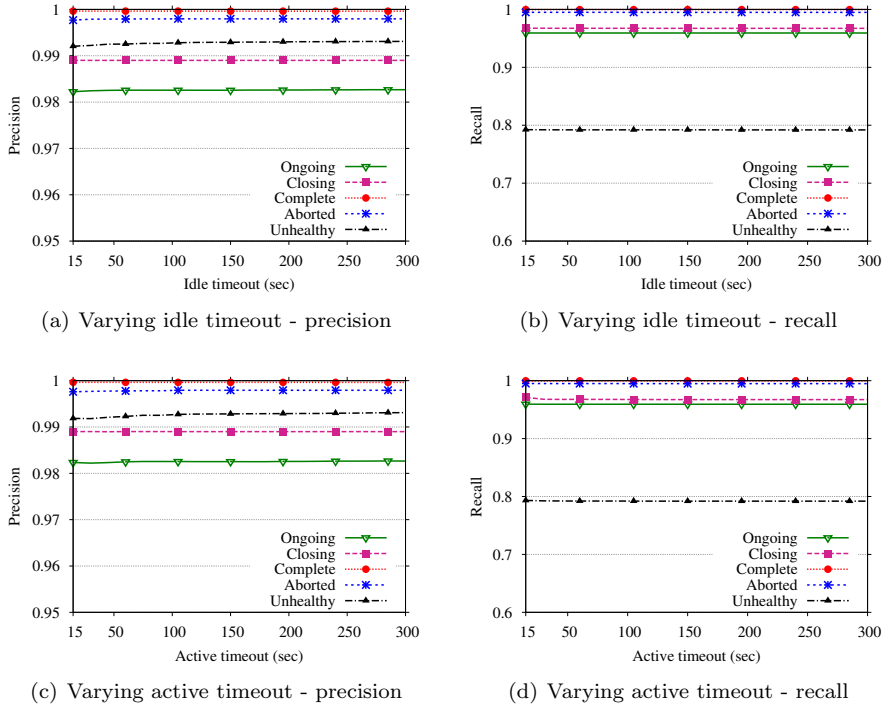 1
0.99
0.98
0.97
0.96
0.95
Precision
15 50 100 150 200 250 300
Idle timeout (sec)
Ongoing
Closing
Complete
Aborted
Unhealthy
(a) Varying idle timeout - precision
1
0.9
0.8
0.7
0.6
Recall
15 50 100 150 200 250 300
Idle timeout (sec)
Ongoing
Closing
Complete
Aborted
Unhealthy
(b) Varying idle timeout - recall
1
0.99
0.98
0.97
0.96
0.95
Precision
15 50 100 150 200 250 300
Active timeout (sec)
Ongoing
Closing
Complete
Aborted
Unhealthy
(c) Varying active timeout - precision
1
0.9
0.8
0.7
0.6
Recall
15 50 100 150 200 250 300
Active timeout (sec)
Ongoing
Closing
Complete
Aborted
Unhealthy
(d) Varying active timeout - recall